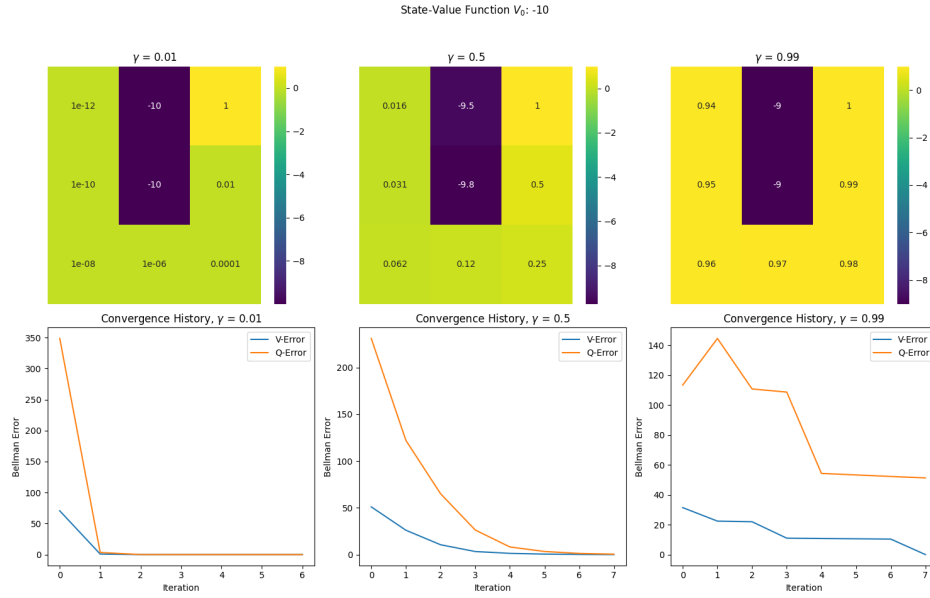 State-Value Function V₀: -10
γ = 0.01
1e-12 -10 1
1e-10 -10 0.01
1e-08 1e-06 0.0001
0
−2
−4
−6
−8
γ = 0.5
0.016 -9.5 1
0.031 -9.8 0.5
0.062 0.12 0.25
0
−2
−4
−6
−8
γ = 0.99
0.94 -9 1
0.95 -9 0.99
0.96 0.97 0.98
0
−2
−4
−6
−8
Convergence History, γ = 0.01
V-Error
Q-Error
Bellman Error
350
300
250
200
150
100
50
0
0 1 2 3 4 5 6
Iteration
Convergence History, γ = 0.5
V-Error
Q-Error
Bellman Error
200
150
100
50
0
0 1 2 3 4 5 6 7
Iteration
Convergence History, γ = 0.99
V-Error
Q-Error
Bellman Error
140
120
100
80
60
40
20
0
0 1 2 3 4 5 6 7
Iteration